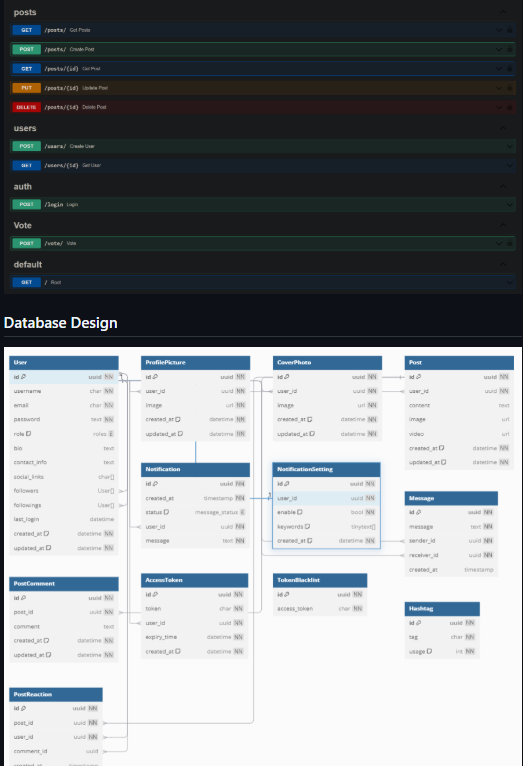 posts
GET /posts/ Get Posts
POST /posts/ Create Post
GET /posts/{id} Get Post
PUT /posts/{id} Update Post
DELETE /posts/{id} Delete Post
users
POST /users/ Create User
GET /users/{id} Get User
auth
POST /login Login
Vote
POST /vote/ Vote
default
GET / Root
Database Design
User
id uuid NN
username char NN
email char NN
password text NN
role roles E
bio text
contact_info text
social_links char[]
followers User[]
followings User[]
last_login datetime
created_at datetime NN
updated_at datetime NN
ProfilePicture
id uuid NN
user_id uuid NN
image url NN
created_at datetime NN
updated_at datetime NN
CoverPhoto
id uuid NN
user_id uuid NN
image url NN
created_at datetime NN
updated_at datetime NN
Post
id uuid NN
user_id uuid NN
content text
image url
video url
created_at datetime NN
updated_at datetime NN
Notification
id uuid NN
created_at timestamp NN
status message_status E
user_id uuid NN
message text NN
NotificationSetting
id uuid NN
user_id uuid NN
enable bool NN
keywords tinytext[]
created_at datetime NN
Message
id uuid NN
message text NN
sender_id uuid NN
receiver_id uuid NN
created_at timestamp
PostComment
id uuid NN
post_id uuid NN
comment text
created_at datetime NN
updated_at datetime NN
AccessToken
id uuid NN
token char NN
user_id uuid NN
expiry_time datetime NN
created_at datetime NN
TokenBlacklist
id uuid NN
access_token char NN
Hashtag
id uuid NN
tag char NN
usage int NN
PostReaction
id uuid NN
post_id uuid NN
user_id uuid NN
comment_id uuid
created_at timestamp